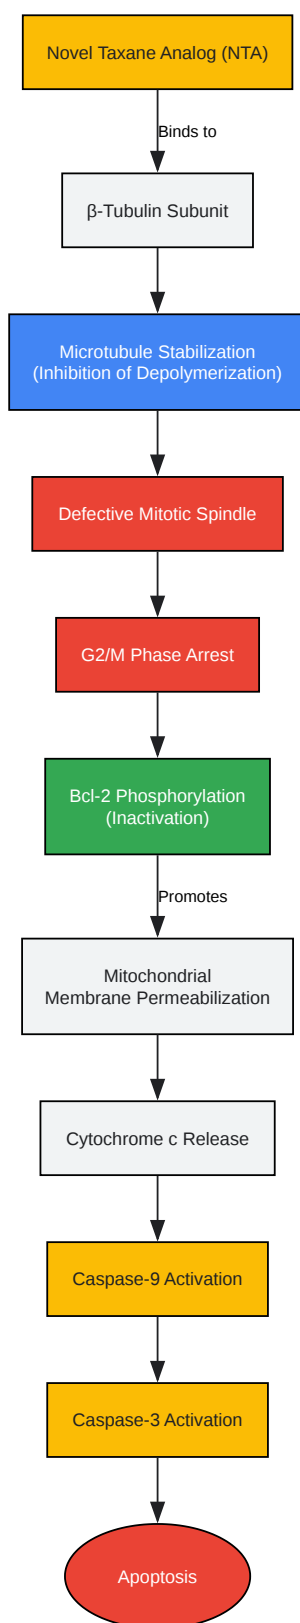 Novel Taxane Analog (NTA)
Binds to
β-Tubulin Subunit
Microtubule Stabilization
(Inhibition of Depolymerization)
Defective Mitotic Spindle
G2/M Phase Arrest
Bcl-2 Phosphorylation
(Inactivation)
Promotes
Mitochondrial
Membrane Permeabilization
Cytochrome c Release
Caspase-9 Activation
Caspase-3 Activation
Apoptosis